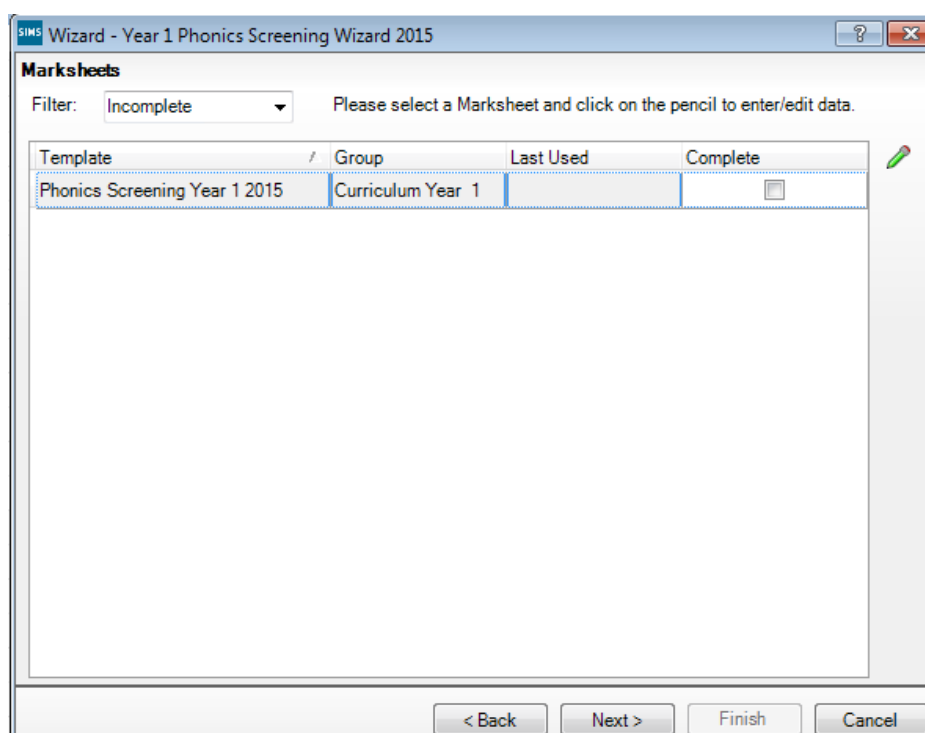 SIMS Wizard - Year 1 Phonics Screening Wizard 2015
Marksheets
Filter: Incomplete Please select a Marksheet and click on the pencil to enter/edit data.
Template / Group Last Used Complete
Phonics Screening Year 1 2015 Curriculum Year 1
< Back Next > Finish Cancel